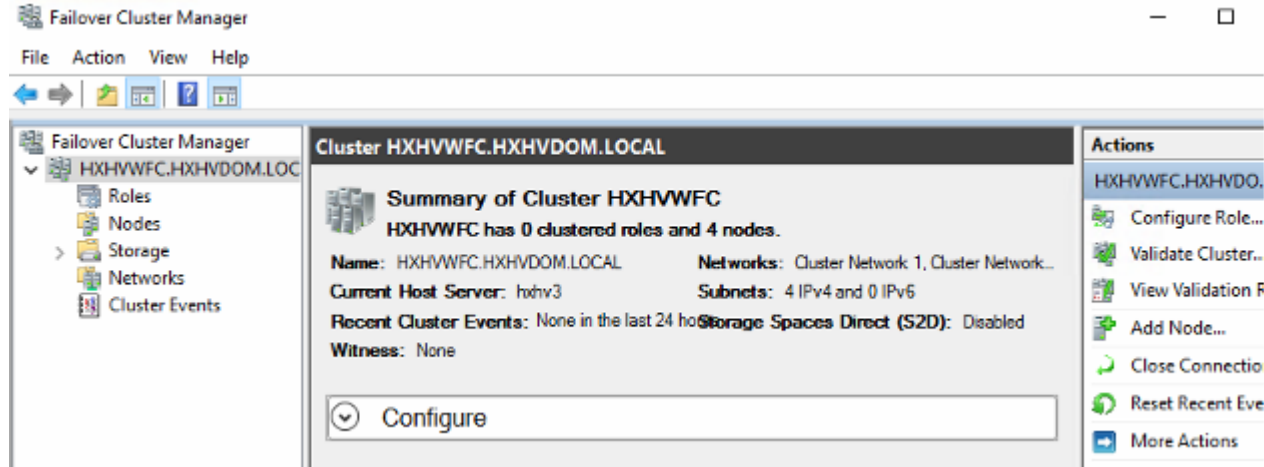 Failover Cluster Manager
File Action View Help
Failover Cluster Manager
HXHVWFC.HXHVDOM.LOC
Roles
Nodes
Storage
Networks
Cluster Events
Cluster HXHVWFC.HXHVDOM.LOCAL
Summary of Cluster HXHVWFC
HXHVWFC has 0 clustered roles and 4 nodes.
Name: HXHVWFC.HXHVDOM.LOCAL Networks: Cluster Network 1, Cluster Network...
Current Host Server: hxhv3 Subnets: 4 IPv4 and 0 IPv6
Recent Cluster Events: None in the last 24 ho Storage Spaces Direct (S2D): Disabled
Witness: None
Configure
Actions
HXHVWFC.HXHVDO.
Configure Role...
Validate Cluster..
View Validation R
Add Node...
Close Connectio
Reset Recent Eve
More Actions